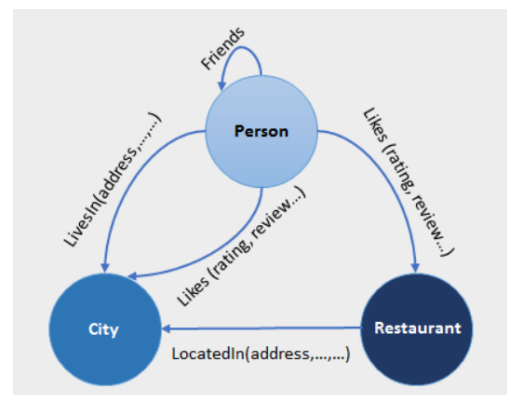 Friends
Person
LivesIn(address,...,...)
Likes (rating, review...)
Likes (rating, review...)
City
Restaurant
LocatedIn(address,...,...)